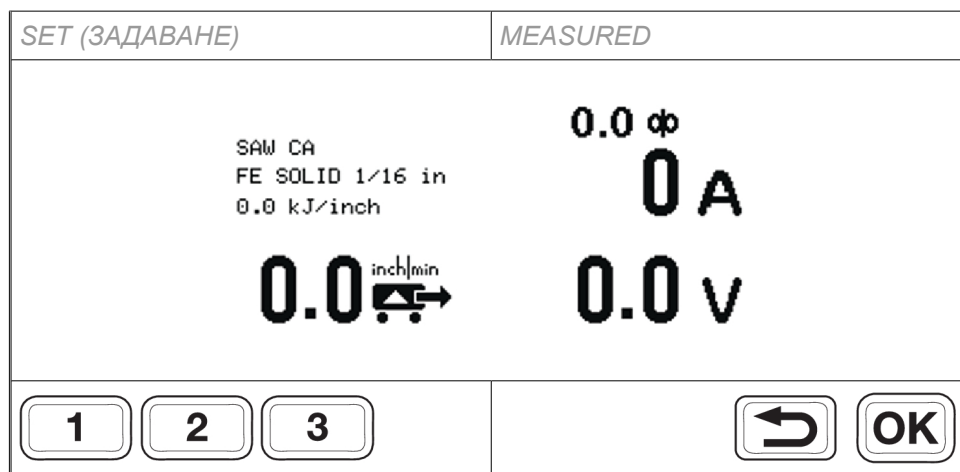 SET (ЗАДАВАНЕ)
MEASURED
SAW CA
FE SOLID 1/16 in
0.0 kJ/inch
0.0 inch/min
0.0
0 A
0.0 V
1 2 3
OK